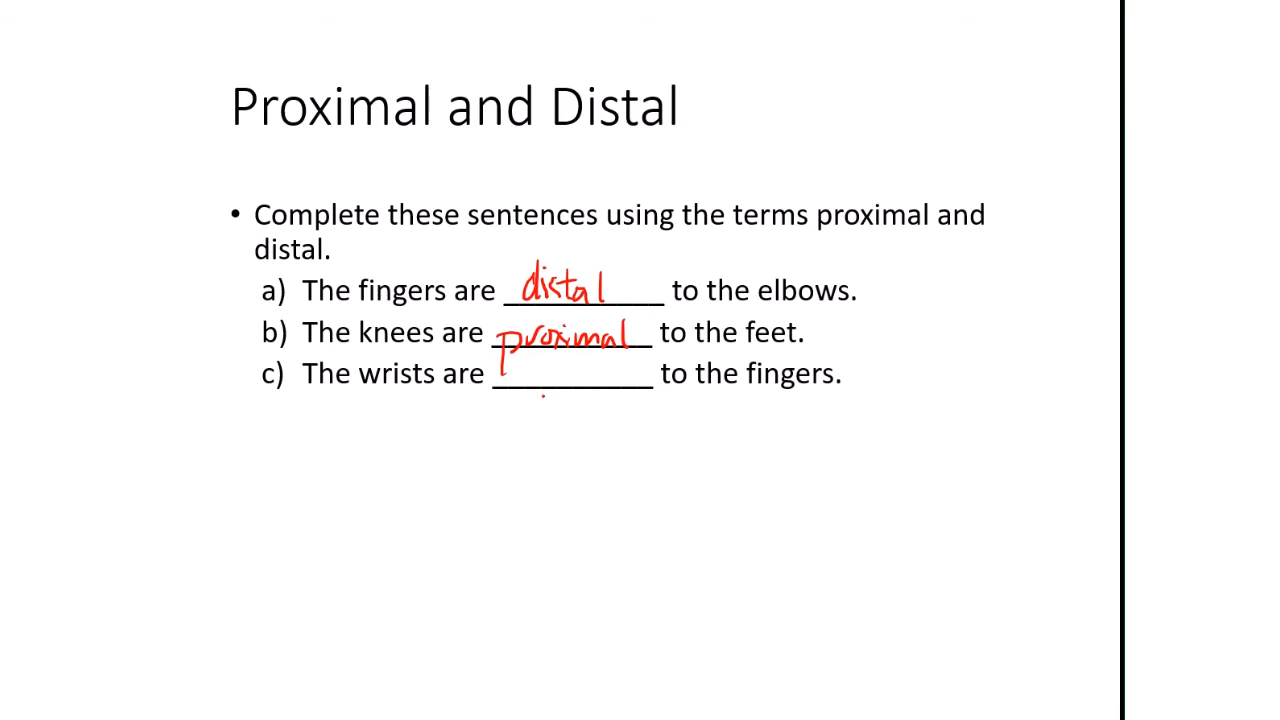 Proximal and Distal
• Complete these sentences using the terms proximal and
distal.
a) The fingers are distal to the elbows.
b) The knees are proximal to the feet.
c) The wrists are __________ to the fingers.